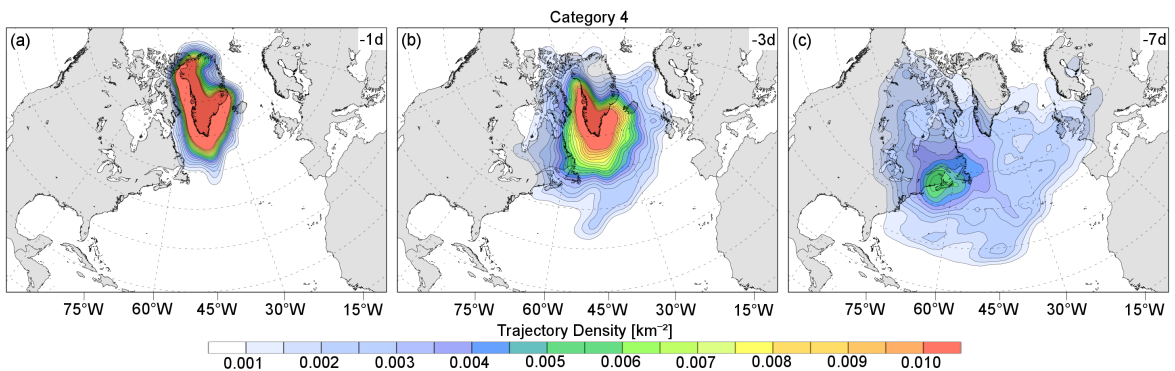 Category 4
(a) -1d (b) -3d (c) -7d
75°W 60°W 45°W 30°W 15°W 75°W 60°W 45°W 30°W 15°W 75°W 60°W 45°W 30°W 15°W
Trajectory Density [km⁻²]
0.001 0.002 0.003 0.004 0.005 0.006 0.007 0.008 0.009 0.010